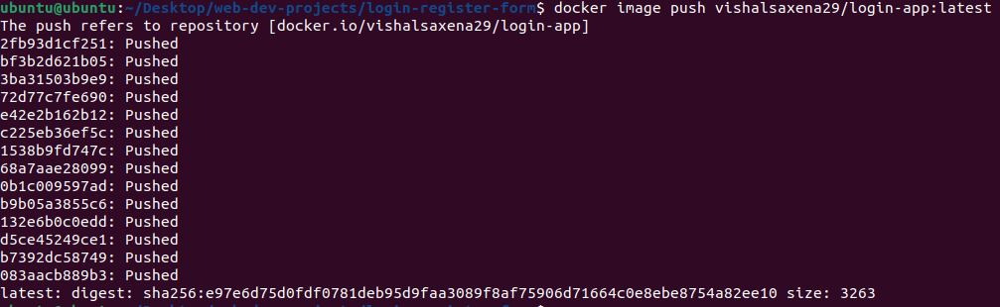 ubuntu@ubuntu:~/Desktop/web-dev-projects/login-register-form$ docker image push vishalsaxena29/login-app:latest
The push refers to repository [docker.io/vishalsaxena29/login-app]
2fb93d1cf251: Pushed
bf3b2d621b05: Pushed
3ba31503b9e9: Pushed
72d77c7fe690: Pushed
e42e2b162b12: Pushed
c225eb36ef5c: Pushed
1538b9fd747c: Pushed
68a7aae28099: Pushed
0b1c009597ad: Pushed
b9b05a3855c6: Pushed
132e6b0c0edd: Pushed
d5ce45249ce1: Pushed
b7392dc58749: Pushed
083aacb889b3: Pushed
latest: digest: sha256:e97e6d75d0fdf0781deb95d9faa3089f8af75906d71664c0e8ebe8754a82ee10 size: 3263